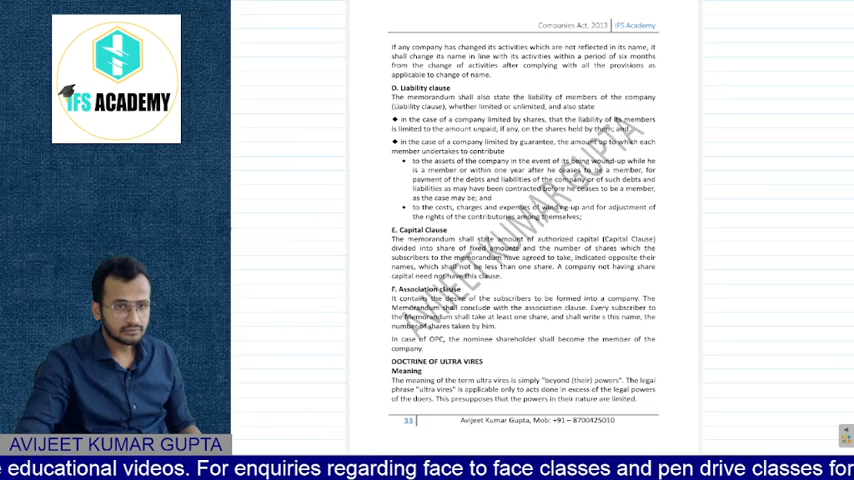 IFS ACADEMY
Companies Act, 2013 | IFS Academy
If any company has changed its activities which are not reflected in its name, it
shall change its name in line with its activities within a period of six months
from the change of activities after complying with all the provisions as
applicable to change of name.
D. Liability clause
The memorandum shall also state the liability of members of the company
(Liability clause), whether limited or unlimited, and also state
❖ in the case of a company limited by shares, that the liability of its members
is limited to the amount unpaid, if any, on the shares held by them; and
❖ in the case of a company limited by guarantee, the amount up to which each
member undertakes to contribute
• to the assets of the company in the event of its being wound-up while he
is a member or within one year after he ceases to be a member, for
payment of the debts and liabilities of the company or of such debts and
liabilities as may have been contracted before he ceases to be a member,
as the case may be; and
• to the costs, charges and expenses of winding-up and for adjustment of
the rights of the contributories among themselves;
E. Capital Clause
The memorandum shall state amount of authorized capital (Capital Clause)
divided into share of fixed amounts and the number of shares which the
subscribers to the memorandum have agreed to take, indicated opposite their
names, which shall not be less than one share. A company not having share
capital need not have this clause.
F. Association clause
It contains the desire of the subscribers to be formed into a company. The
Memorandum shall conclude with the association clause. Every subscriber to
the Memorandum shall take at least one share, and shall write s this name, the
number of shares taken by him.
In case of OPC, the nominee shareholder shall become the member of the
company.
DOCTRINE OF ULTRA VIRES
Meaning
The meaning of the term ultra vires is simply "beyond (their) powers". The legal
phrase "ultra vires" is applicable only to acts done in excess of the legal powers
of the doers. This presupposes that the powers in their nature are limited.
33 | Avijeet Kumar Gupta, Mob: +91 – 8700425010
AVIJEET KUMAR GUPTA
AVIJEET KUMAR GUPTA
e educational videos. For enquiries regarding face to face classes and pen drive classes for